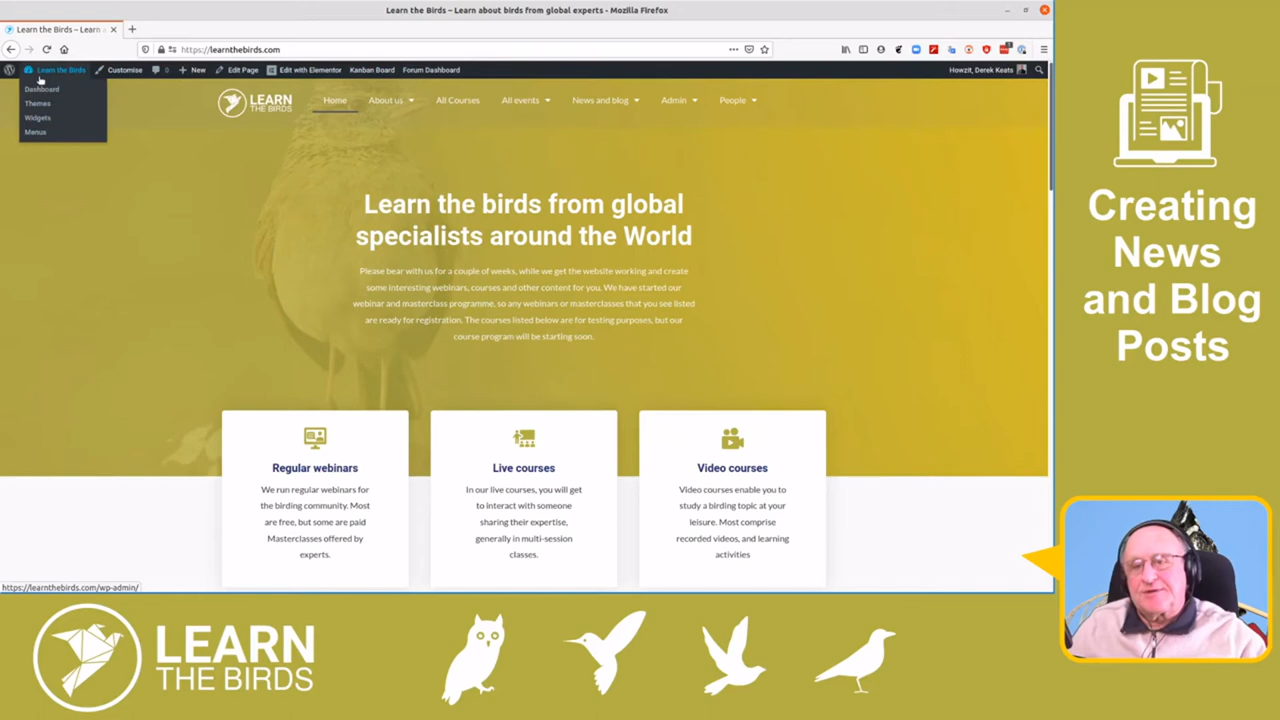 Learn the Birds – Learn about birds from global experts - Mozilla Firefox
Learn the Birds – Learn a
https://learnthebirds.com
Learn the Birds Customise 0 New Edit Page Edit with Elementor Kanban Board Forum Dashboard Howzit, Derek Keats
Dashboard
Themes
Widgets
Menus
LEARN
THE BIRDS
Home About us All Courses All events News and blog Admin People
Learn the birds from global
specialists around the World
Please bear with us for a couple of weeks, while we get the website working and create
some interesting webinars, courses and other content for you. We have started our
webinar and masterclass programme, so any webinars or masterclasses that you see listed
are ready for registration. The courses listed below are for testing purposes, but our
course program will be starting soon.
Regular webinars
We run regular webinars for
the birding community. Most
are free, but some are paid
Masterclasses offered by
experts.
Live courses
In our live courses, you will get
to interact with someone
sharing their expertise,
generally in multi-session
classes.
Video courses
Video courses enable you to
study a birding topic at your
leisure. Most comprise
recorded videos, and learning
activities
https://learnthebirds.com/wp-admin/
Creating
News
and Blog
Posts
LEARN
THE BIRDS